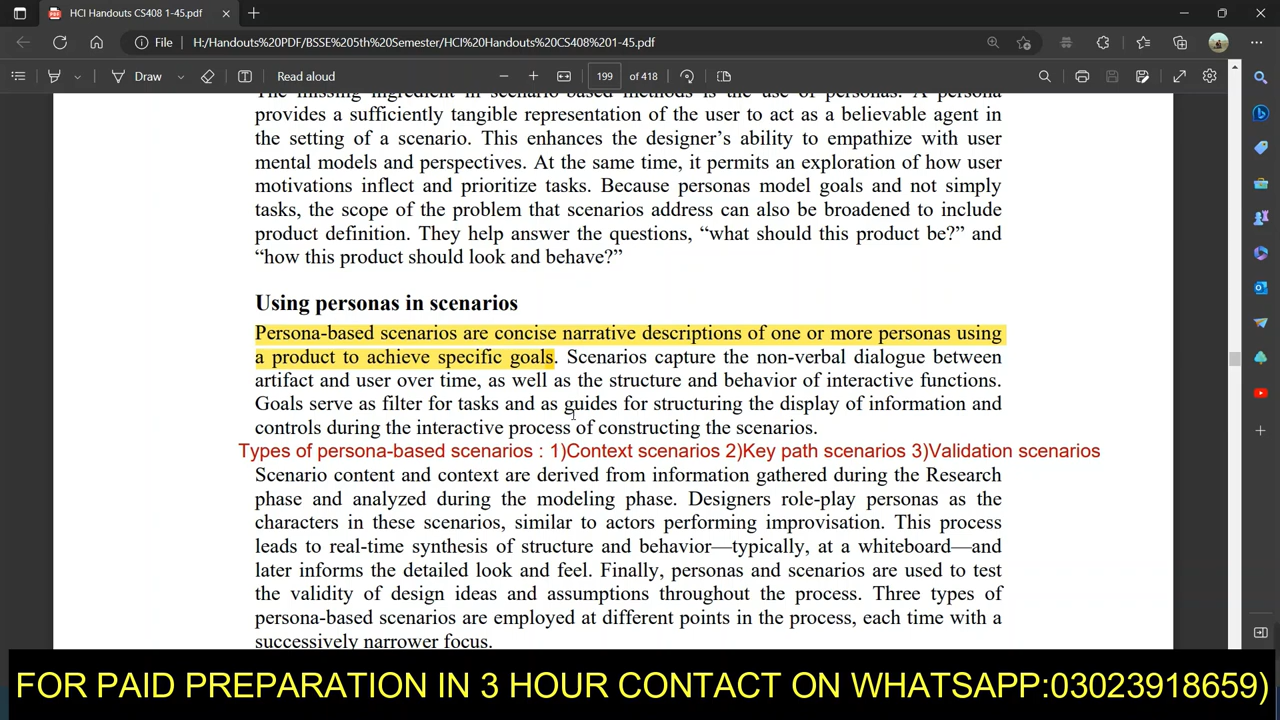 HCI Handouts CS408 1-45.pdf
File H:/Handouts%20PDF/BSSE%205th%20Semester/HCI%20Handouts%20CS408%201-45.pdf
Draw Read aloud 199 of 418
The missing ingredient in scenario-based methods is the use of personas. A persona
provides a sufficiently tangible representation of the user to act as a believable agent in
the setting of a scenario. This enhances the designer’s ability to empathize with user
mental models and perspectives. At the same time, it permits an exploration of how user
motivations inflect and prioritize tasks. Because personas model goals and not simply
tasks, the scope of the problem that scenarios address can also be broadened to include
product definition. They help answer the questions, “what should this product be?” and
“how this product should look and behave?”
Using personas in scenarios
Persona-based scenarios are concise narrative descriptions of one or more personas using
a product to achieve specific goals. Scenarios capture the non-verbal dialogue between
artifact and user over time, as well as the structure and behavior of interactive functions.
Goals serve as filter for tasks and as guides for structuring the display of information and
controls during the interactive process of constructing the scenarios.
Types of persona-based scenarios : 1)Context scenarios 2)Key path scenarios 3)Validation scenarios
Scenario content and context are derived from information gathered during the Research
phase and analyzed during the modeling phase. Designers role-play personas as the
characters in these scenarios, similar to actors performing improvisation. This process
leads to real-time synthesis of structure and behavior—typically, at a whiteboard—and
later informs the detailed look and feel. Finally, personas and scenarios are used to test
the validity of design ideas and assumptions throughout the process. Three types of
persona-based scenarios are employed at different points in the process, each time with a
successively narrower focus.
FOR PAID PREPARATION IN 3 HOUR CONTACT ON WHATSAPP:03023918659)